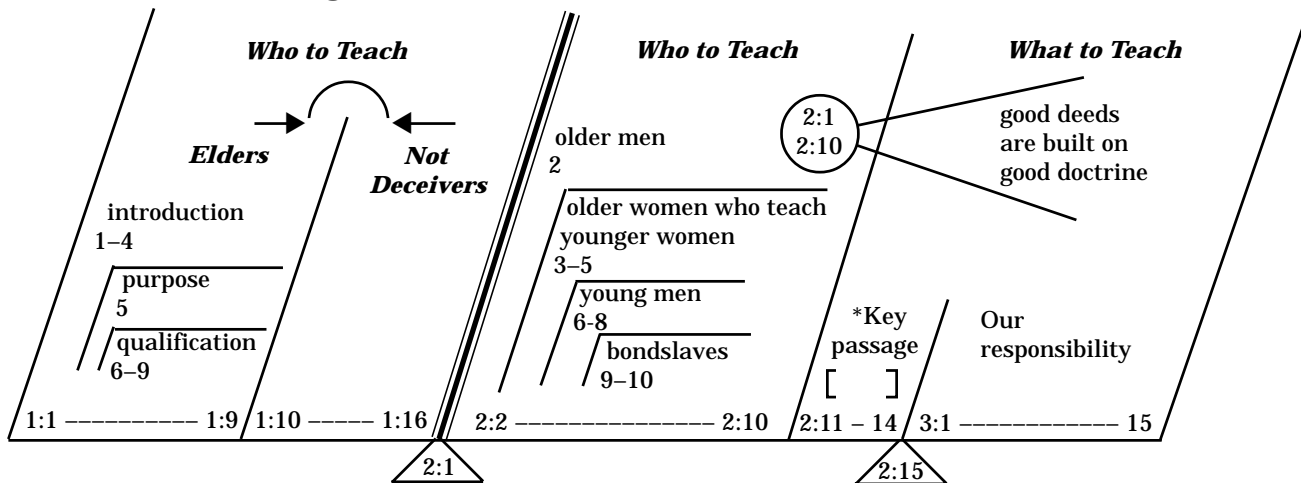 Who to Teach
Elders
Not
Deceivers
introduction
1–4
purpose
5
qualification
6–9
1:1 ––––––––––– 1:9
1:10 ––––– 1:16
2:1
Who to Teach
older men
2
older women who teach
younger women
3–5
young men
6-8
bondslaves
9–10
2:2 –––––––––––––––– 2:10
2:1
2:10
*Key
passage
[ ]
2:11 – 14
2:15
What to Teach
good deeds
are built on
good doctrine
Our
responsibility
3:1 ––––––––––––– 15